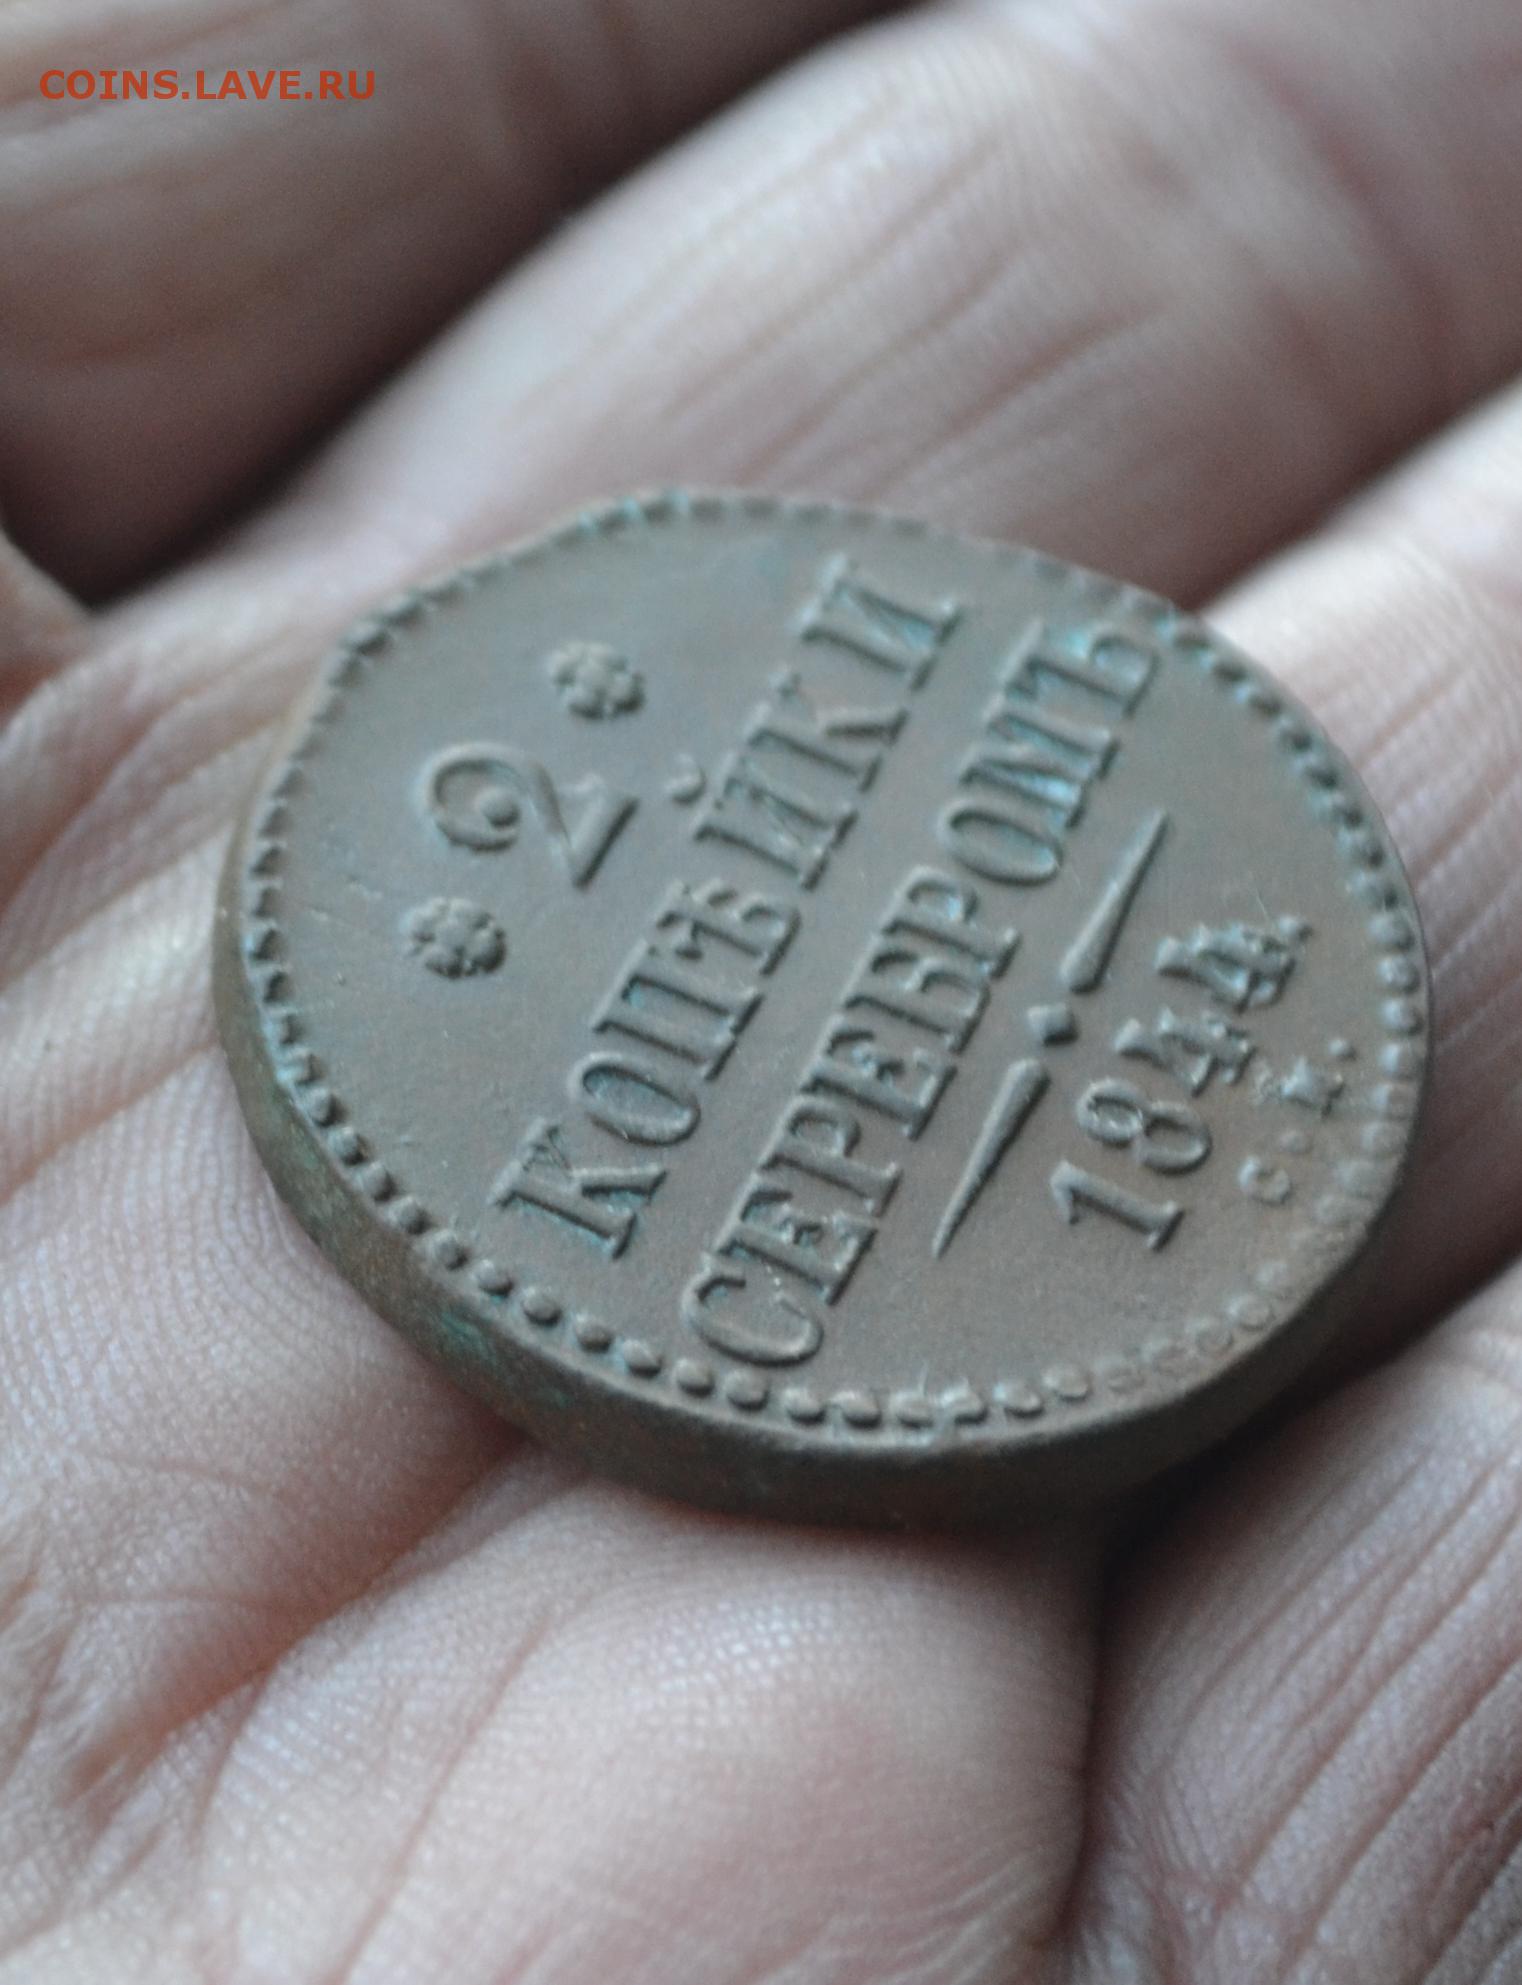 COINS.LAVE.RU
2
КОПѢЙКИ
СЕРЕБРОМЪ
1844.
С. М.